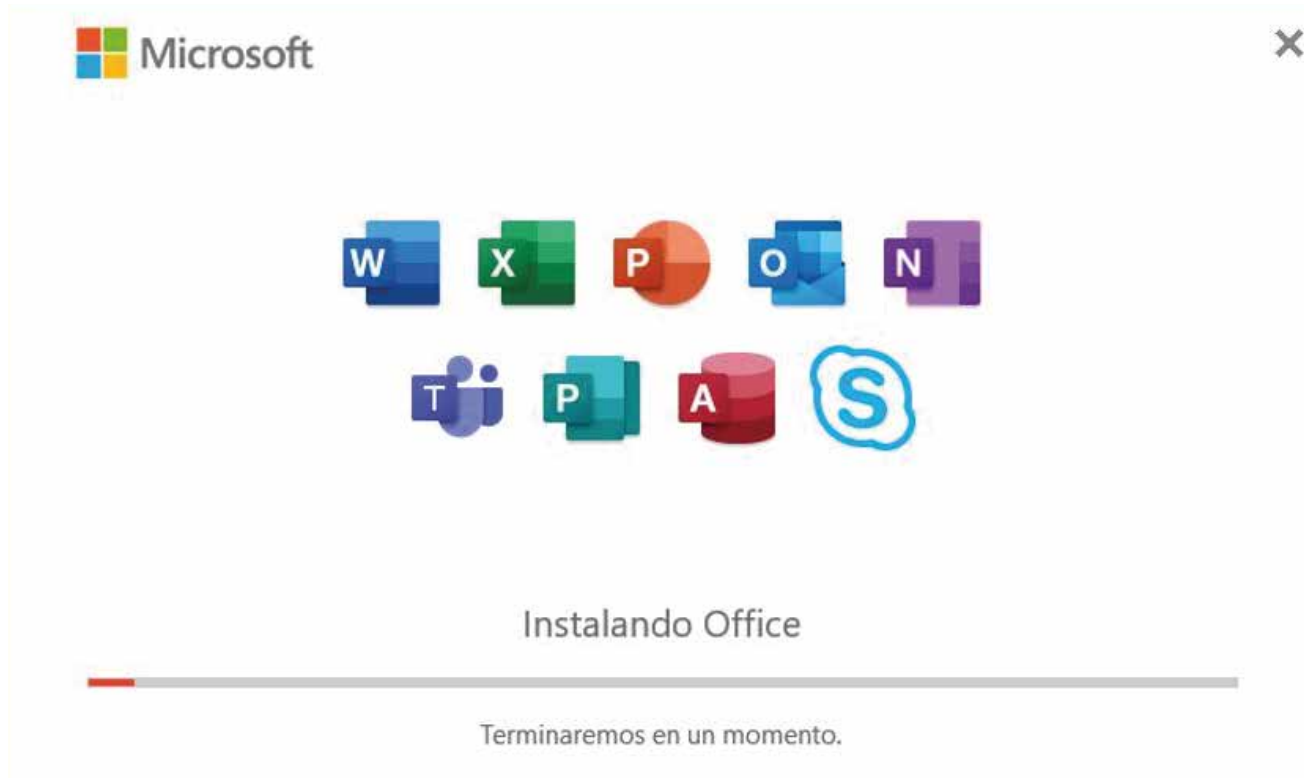 Microsoft
W X P O N
T P A S
Instalando Office
Terminaremos en un momento.